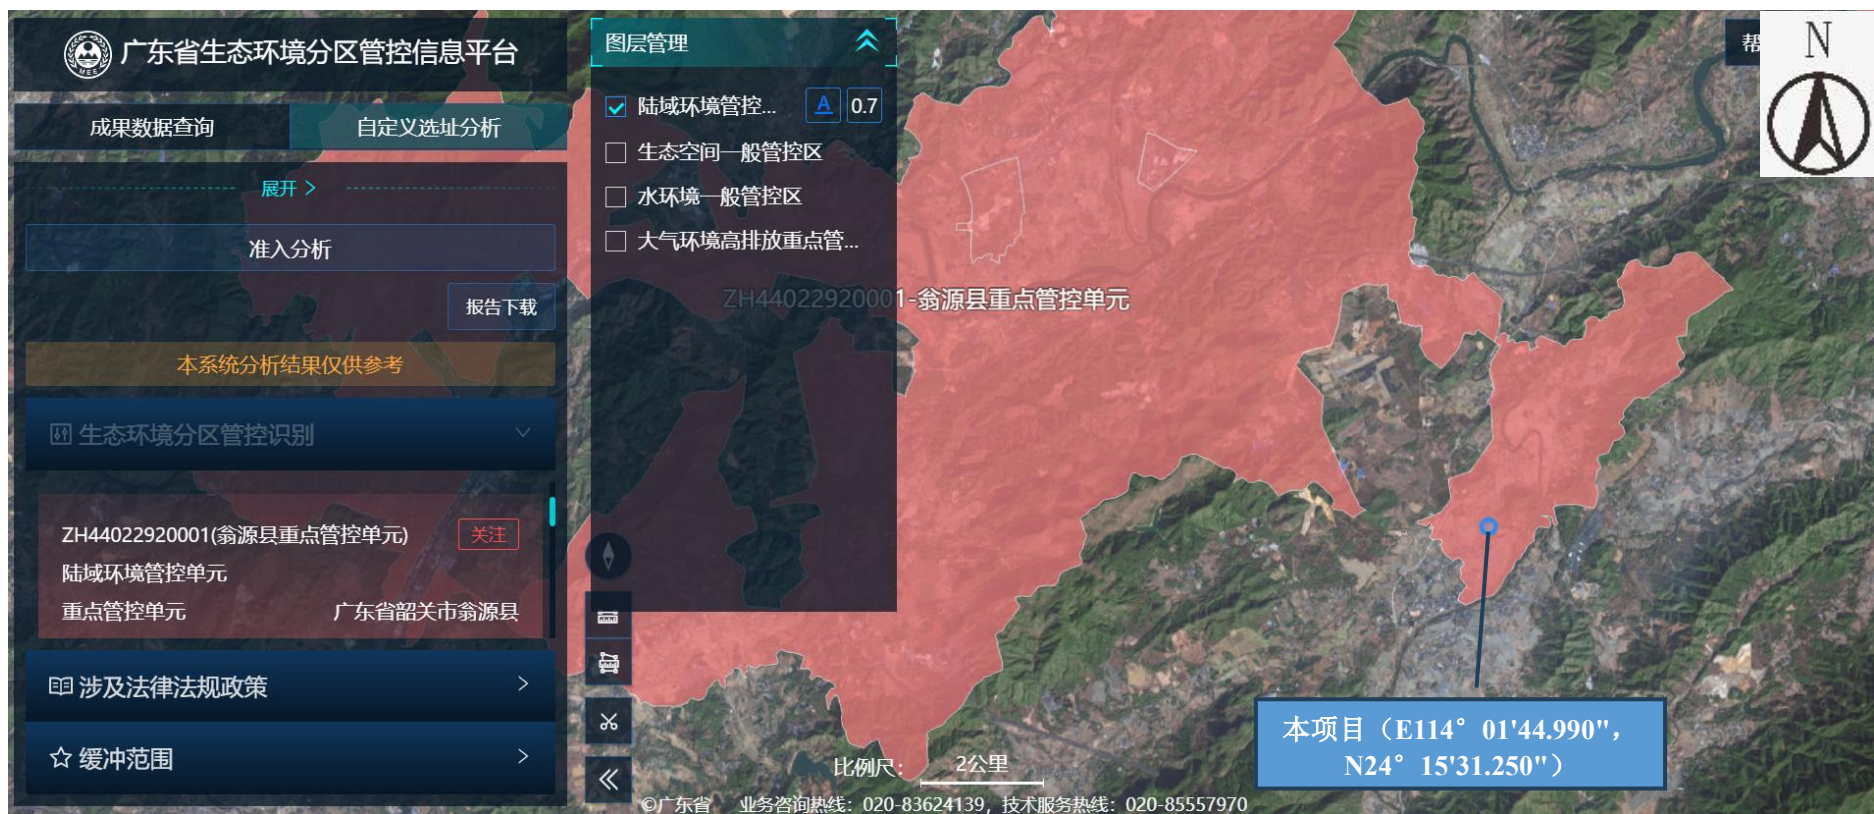 广东省生态环境分区管控信息平台
MEE
成果数据查询
自定义选址分析
展开 >
准入分析
报告下载
本系统分析结果仅供参考
生态环境分区管控识别
ZH44022920001(翁源县重点管控单元)
关注
陆域环境管控单元
重点管控单元
广东省韶关市翁源县
涉及法律法规政策
缓冲范围
图层管理
陆域环境管控...
A
0.7
生态空间一般管控区
水环境一般管控区
大气环境高排放重点管...
ZH44022920001-翁源县重点管控单元
帮
N
本项目（E114° 01'44.990"，
N24° 15'31.250"）
比例尺：
2公里
©广东省
业务咨询热线：020-83624139，技术服务热线：020-85557970